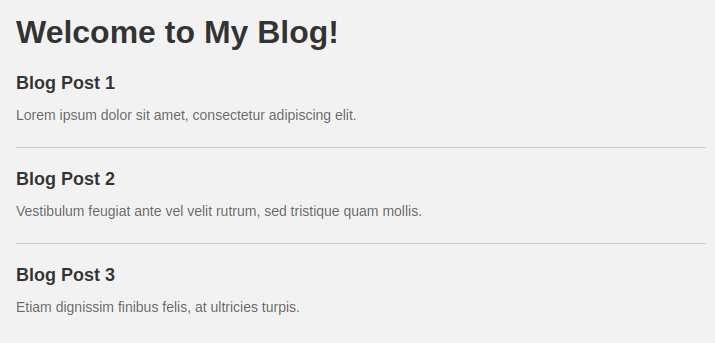 Welcome to My Blog!
Blog Post 1
Lorem ipsum dolor sit amet, consectetur adipiscing elit.
Blog Post 2
Vestibulum feugiat ante vel velit rutrum, sed tristique quam mollis.
Blog Post 3
Etiam dignissim finibus felis, at ultricies turpis.